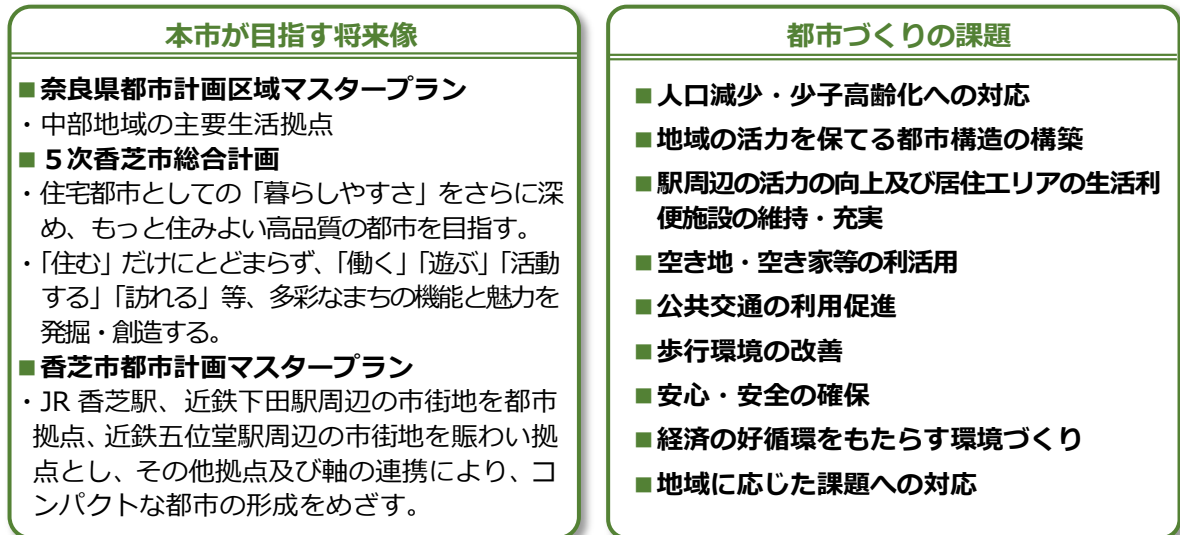 本市が目指す将来像
■奈良県都市計画区域マスタープラン
・中部地域の主要生活拠点
■５次香芝市総合計画
・住宅都市としての「暮らしやすさ」をさらに深
め、もっと住みよい高品質の都市を目指す。
・「住む」だけにとどまらず、「働く」「遊ぶ」「活動
する」「訪れる」等、多彩なまちの機能と魅力を
発掘・創造する。
■香芝市都市計画マスタープラン
・JR 香芝駅、近鉄下田駅周辺の市街地を都市
拠点、近鉄五位堂駅周辺の市街地を賑わい拠
点とし、その他拠点及び軸の連携により、コ
ンパクトな都市の形成をめざす。
都市づくりの課題
■人口減少・少子高齢化への対応
■地域の活力を保てる都市構造の構築
■駅周辺の活力の向上及び居住エリアの生活利
便施設の維持・充実
■空き地・空き家等の利活用
■公共交通の利用促進
■歩行環境の改善
■安心・安全の確保
■経済の好循環をもたらす環境づくり
■地域に応じた課題への対応